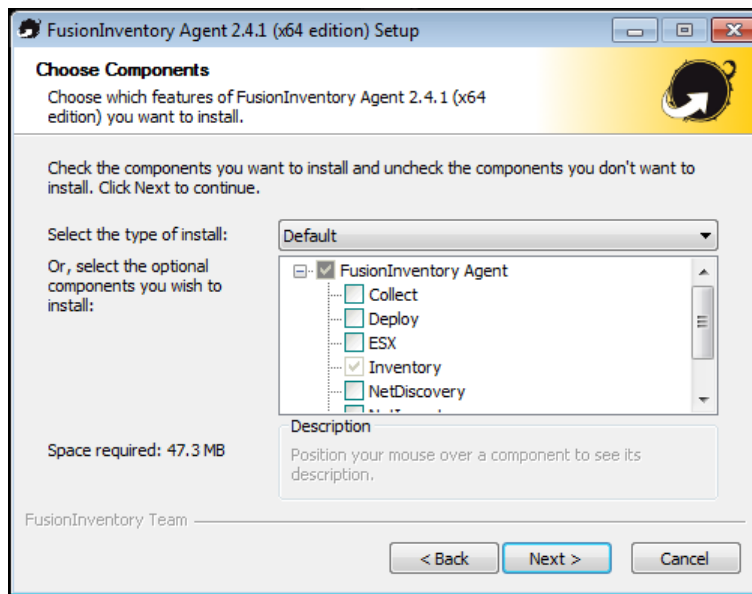 FusionInventory Agent 2.4.1 (x64 edition) Setup
Choose Components
Choose which features of FusionInventory Agent 2.4.1 (x64
edition) you want to install.
Check the components you want to install and uncheck the components you don't want to
install. Click Next to continue.
Select the type of install:
Default
Or, select the optional
components you wish to
install:
FusionInventory Agent
Collect
Deploy
ESX
Inventory
NetDiscovery
Space required: 47.3 MB
Description
Position your mouse over a component to see its
description.
FusionInventory Team
< Back
Next >
Cancel